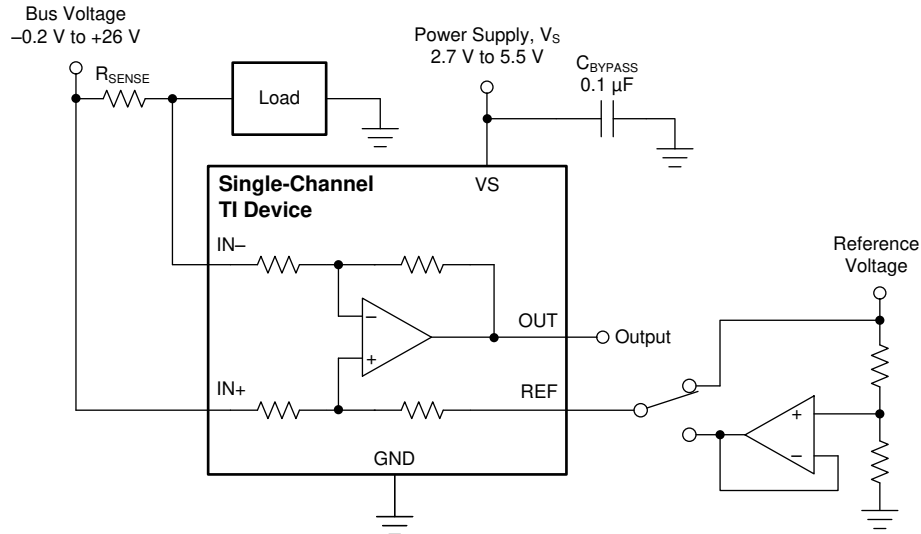 Bus Voltage
–0.2 V to +26 V
RSENSE
Load
Power Supply, VS
2.7 V to 5.5 V
CBYPASS
0.1 µF
Single-Channel
TI Device
VS
IN–
–
+
OUT
Output
IN+
REF
GND
Reference
Voltage
+
–